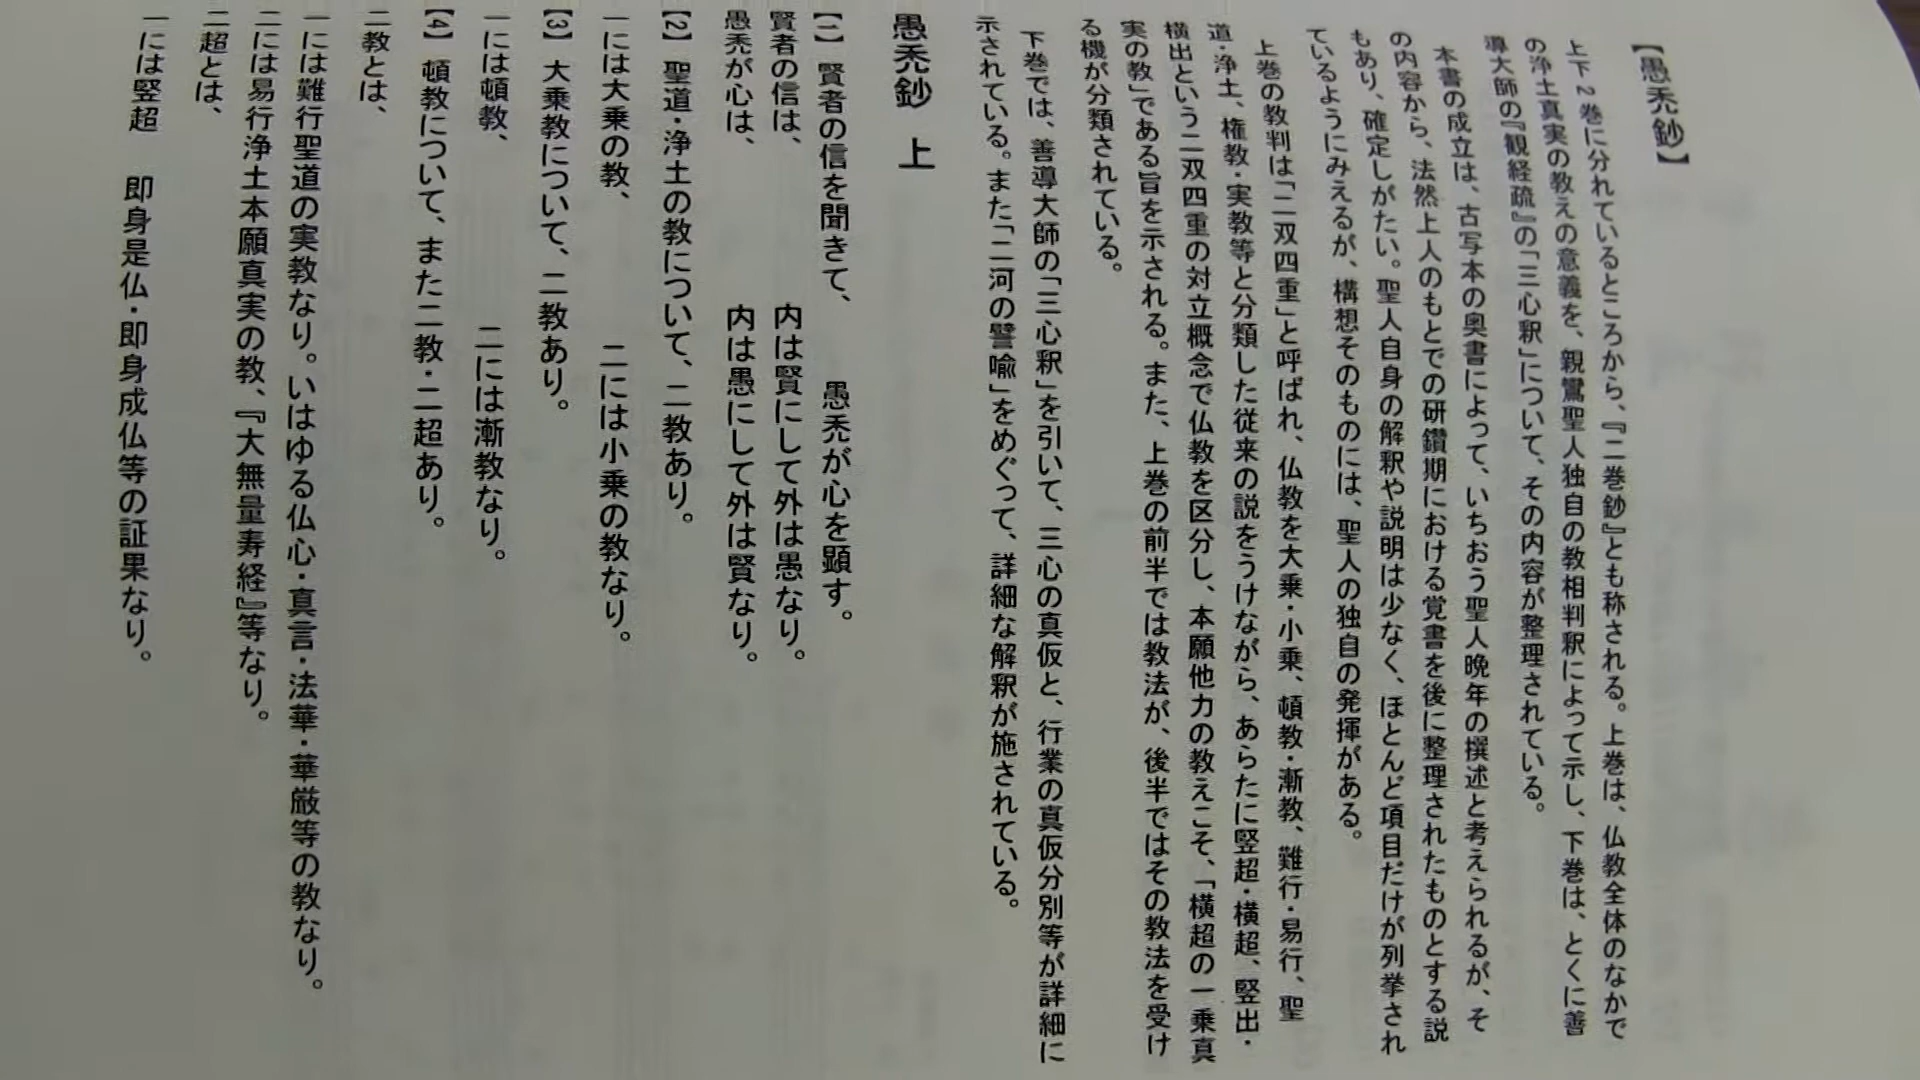 【愚禿鈔】
上下２巻に分れているところから、『二巻鈔』とも称される。上巻は、仏教全体のなかで
の浄土真実の教えの意義を、親鸞聖人独自の教相判釈によって示し、下巻は、とくに善
導大師の『観経疏』の「三心釈」について、その内容が整理されている。
本書の成立は、古写本の奥書によって、いちおう聖人晩年の撰述と考えられるが、そ
の内容から、法然上人のもとでの研鑽期における覚書を後に整理されたものとする説
もあり、確定しがたい。聖人自身の解釈や説明は少なく、ほとんど項目だけが列挙され
ているようにみえるが、構想そのものには、聖人の独自の発揮がある。
上巻の教判は「二双四重」と呼ばれ、仏教を大乗・小乗、頓教・漸教、難行・易行、聖
道・浄土、権教・実教等と分類した従来の説をうけながら、あらたに竪超・横超、竪出・
横出という二双四重の対立概念で仏教を区分し、本願他力の教えこそ、「横超の一乗真
実の教」である旨を示される。また、上巻の前半では教法が、後半ではその教法を受け
る機が分類されている。
下巻では、善導大師の「三心釈」を引いて、三心の真仮と、行業の真仮分別等が詳細に
示されている。また「二河の譬喩」をめぐって、詳細な解釈が施されている。
愚禿鈔 上
【1】 賢者の信を聞きて、 愚禿が心を顕す。
賢者の信は、 内は賢にして外は愚なり。
愚禿が心は、 内は愚にして外は賢なり。
【2】 聖道・浄土の教について、二教あり。
一には大乗の教、 二には小乗の教なり。
【3】 大乗教について、二教あり。
一には頓教、 二には漸教なり。
【4】 頓教について、また二教・二超あり。
二教とは、
一には難行聖道の実教なり。いはゆる仏心・真言・法華・華厳等の教なり。
二には易行浄土本願真実の教、『大無量寿経』等なり。
二超とは、
一には竪超 即身是仏・即身成仏等の証果なり。